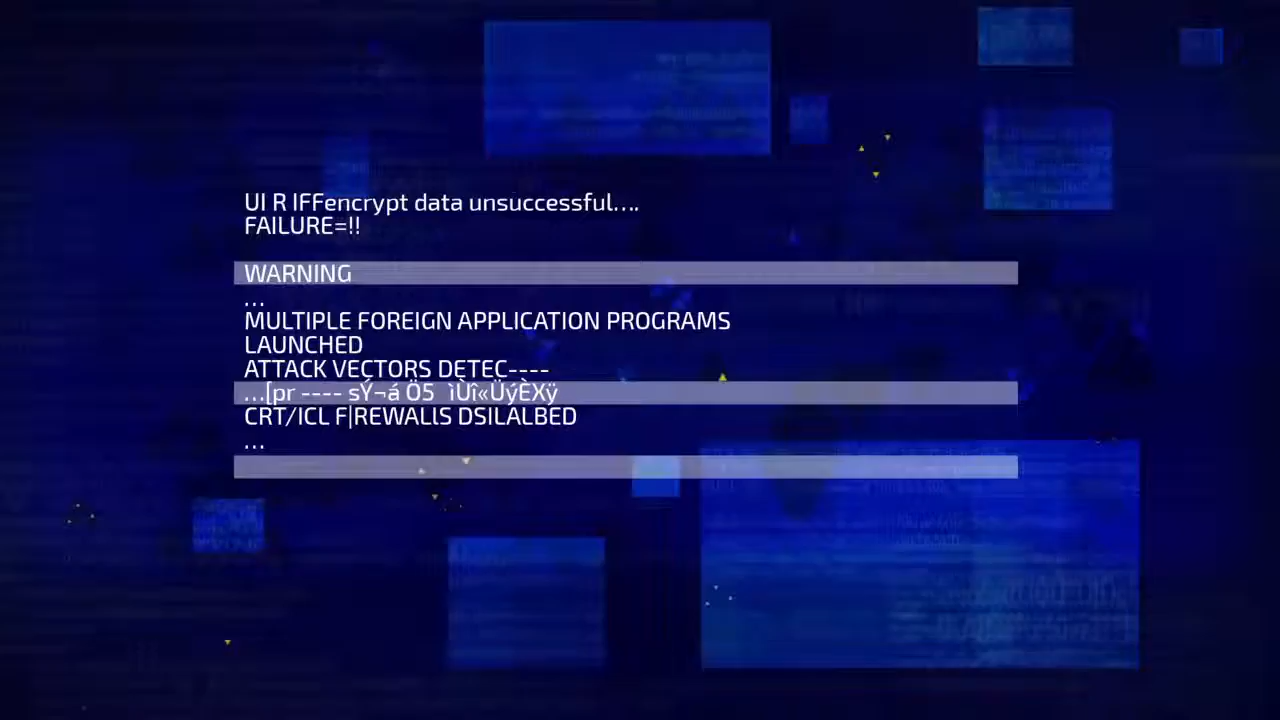 UI R IFFencrypt data unsuccessful....
FAILURE=!!
WARNING
...
MULTIPLE FOREIGN APPLICATION PROGRAMS
LAUNCHED
ATTACK VECTORS DETEC----
...[pr ---- sÝ¬á Ö5 ìÙî«ÜýÈXÿ
CRT/ICL F|REWALlS DSILALBED
...